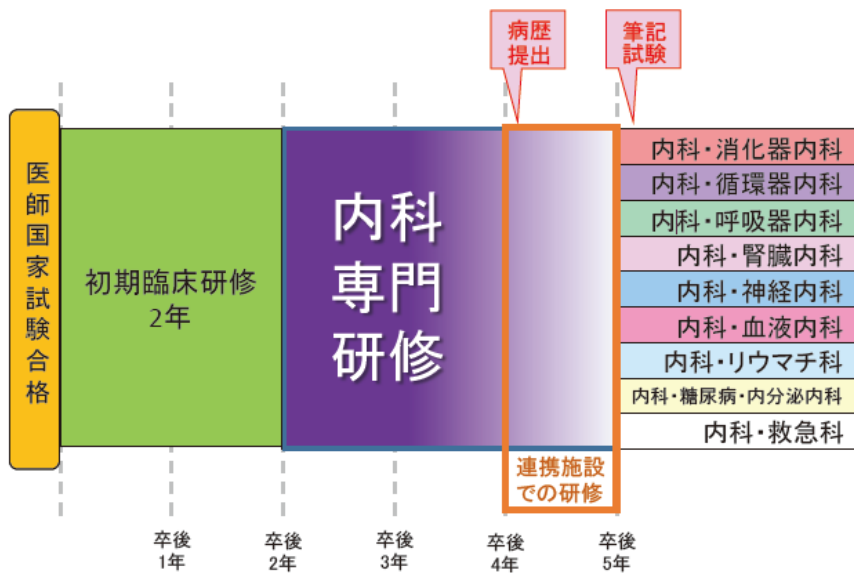 病歴
提出
筆記
試験
医師国家試験合格
初期臨床研修
2年
内科
専門
研修
内科・消化器内科
内科・循環器内科
内科・呼吸器内科
内科・腎臓内科
内科・神経内科
内科・血液内科
内科・リウマチ科
内科・糖尿病・内分泌内科
内科・救急科
連携施設
での研修
卒後
1年
卒後
2年
卒後
3年
卒後
4年
卒後
5年